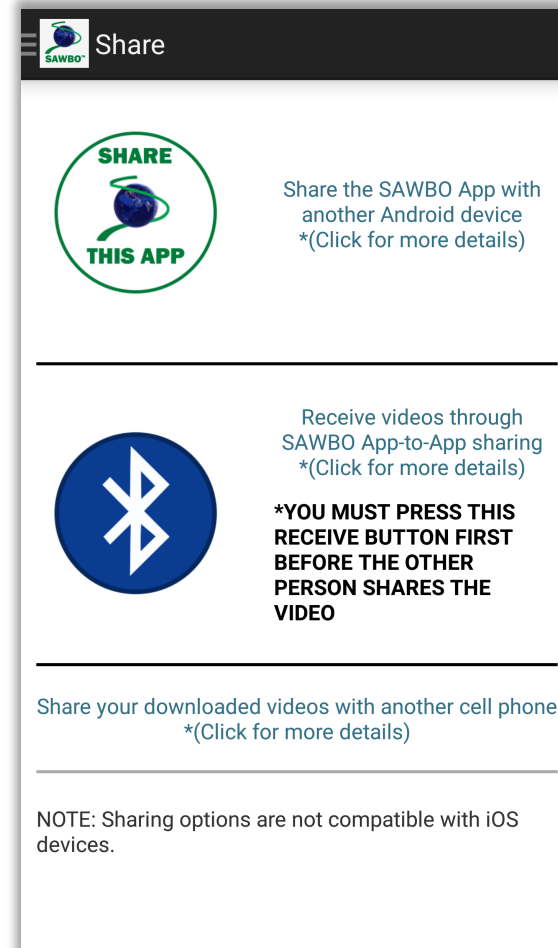 SAWBO™
Share
SHARE
THIS APP
Share the SAWBO App with
another Android device
*(Click for more details)
Receive videos through
SAWBO App-to-App sharing
*(Click for more details)
*YOU MUST PRESS THIS
RECEIVE BUTTON FIRST
BEFORE THE OTHER
PERSON SHARES THE
VIDEO
Share your downloaded videos with another cell phone
*(Click for more details)
NOTE: Sharing options are not compatible with iOS
devices.